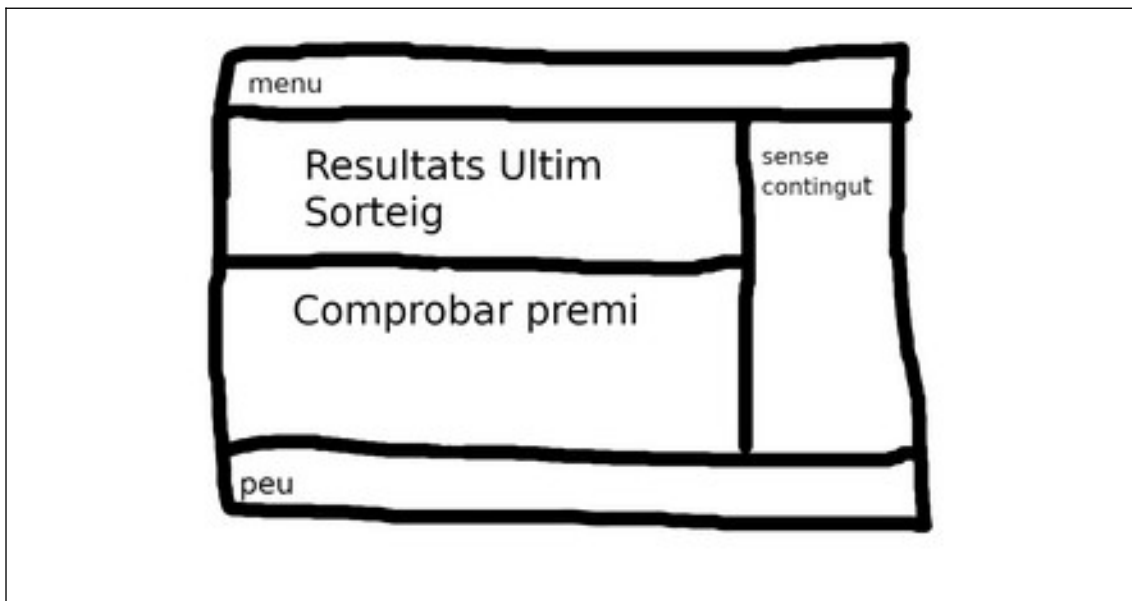 menu
Resultats Ultim
Sorteig
sense
contingut
Comprobar premi
peu